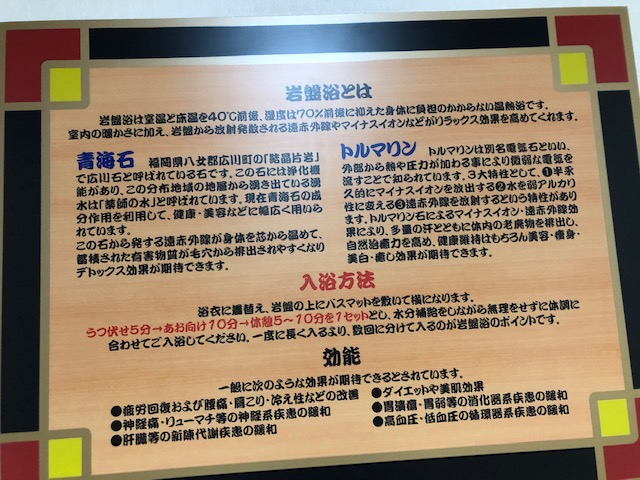 岩盤浴とは
岩盤浴は室温と床温を40℃前後、湿度は70%前後に抑えた身体に負担のかからない温熱浴です。
室内の暖かさに加え、岩盤から放射発散される遠赤外線やマイナスイオンなどがリラックス効果を高めてくれます。
青海石 福岡県八女郡広川町の「結晶片岩」
で広川石と呼ばれている石です。この石には浄化機
能があり、この分布地域の地層から湧き出ている湧
水は「薬師の水」と呼ばれています。現在青海石の成
分作用を利用して、健康・美容などに幅広く用いら
れています。
この石から発する遠赤外線が身体を芯から温めて、
蓄積された有害物質が毛穴から排出されやすくなり
デトックス効果が期待できます。
トルマリン トルマリンは別名電気石といい、
外部から熱や圧力が加わる事により微弱な電気を
流すことで知られています。3大特性として、❶半永
久的にマイナスイオンを放出する❷水を弱アルカリ
性に変える❸遠赤外線を放射するという特性があり
ます。トルマリン石によるマイナスイオン・遠赤外線効
果により、多量の汗とともに体内の老廃物を排出し、
自然治癒力を高め、健康維持はもちろん美容・痩身・
美白・癒し効果が期待できます。
入浴方法
浴衣に着替え、岩盤の上にバスマットを敷いて横になります。
うつ伏せ5分→あお向け10分→休憩5～10分を1セットとし、水分補給をしながら無理をせずに体調に
合わせてご入浴してください。一度に長く入るより、数回に分けて入るのが岩盤浴のポイントです。
効能
一般に次のような効果が期待できるとされています。
●疲労回復および腰痛・肩こり・冷え性などの改善
●神経痛・リューマチ等の神経系疾患の緩和
●肝臓等の新陳代謝疾患の緩和
●ダイエットや美肌効果
●胃潰瘍・胃弱等の消化器系疾患の緩和
●高血圧・低血圧の循環器系疾患の緩和